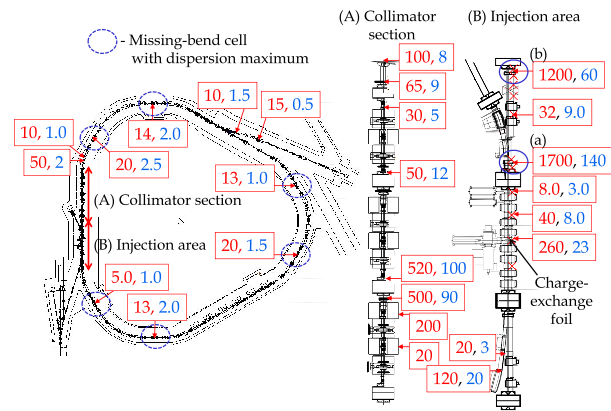 - Missing-bend cell
with dispersion maximum
10, 1.5
15, 0.5
10, 1.0
14, 2.0
50, 2
20, 2.5
13, 1.0
(A) Collimator section
(B) Injection area
20, 1.5
5.0, 1.0
13, 2.0
(A) Collimator
section
100, 8
65, 9
30, 5
50, 12
520, 100
500, 90
200
20
(B) Injection area
(b)
1200, 60
32, 9.0
(a)
1700, 140
8.0, 3.0
40, 8.0
260, 23
Charge-
exchange
foil
20, 3
120, 20